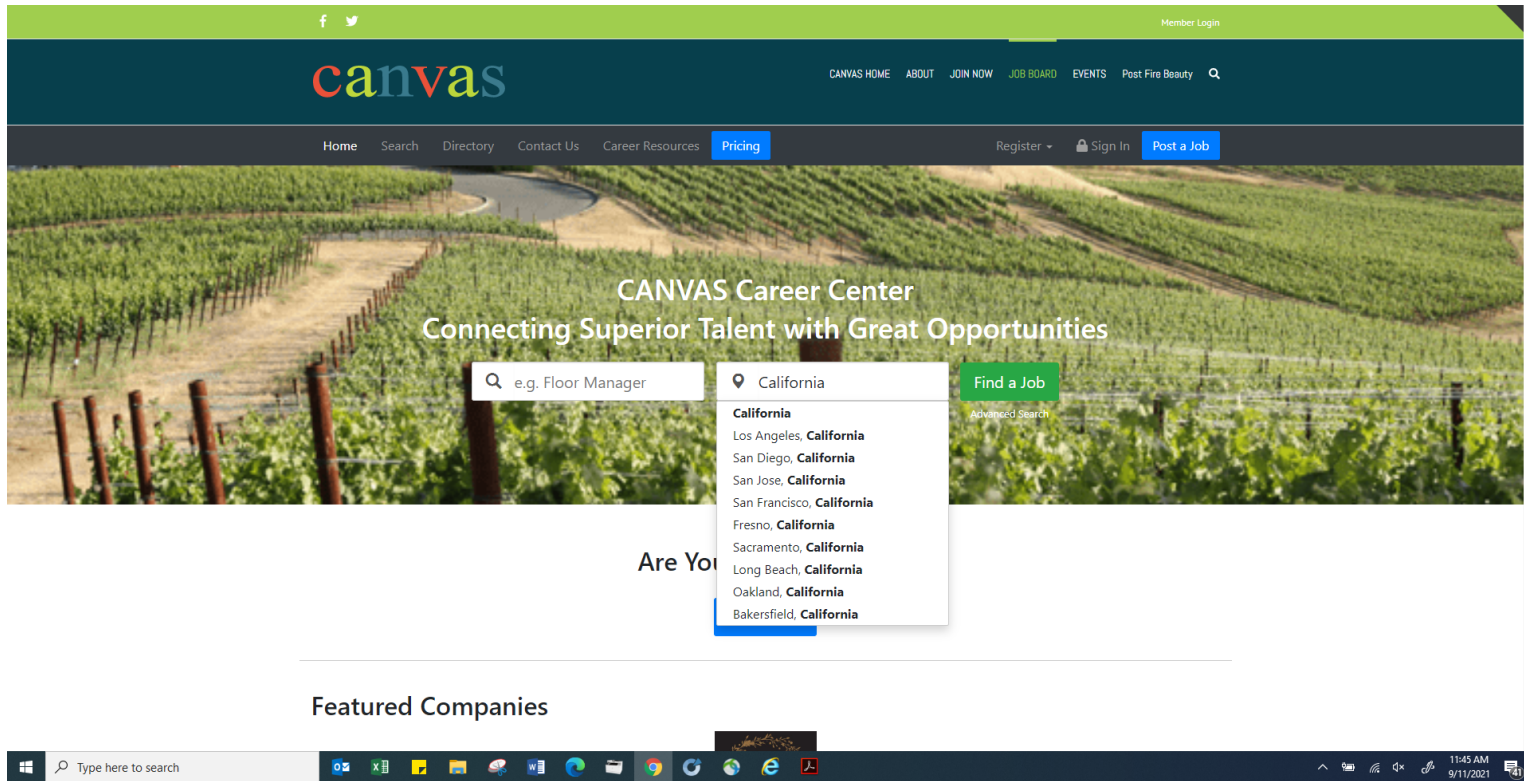 f
Member Login
canvas
CANVAS HOME ABOUT JOIN NOW JOB BOARD EVENTS Post Fire Beauty
Home Search Directory Contact Us Career Resources Pricing Register Sign In Post a Job
CANVAS Career Center
Connecting Superior Talent with Great Opportunities
e.g. Floor Manager California Find a Job
Advanced Search
California
Los Angeles, California
San Diego, California
San Jose, California
San Francisco, California
Fresno, California
Sacramento, California
Long Beach, California
Oakland, California
Bakersfield, California
Are
Featured Companies
Type here to search
11:45 AM
9/11/2021
41